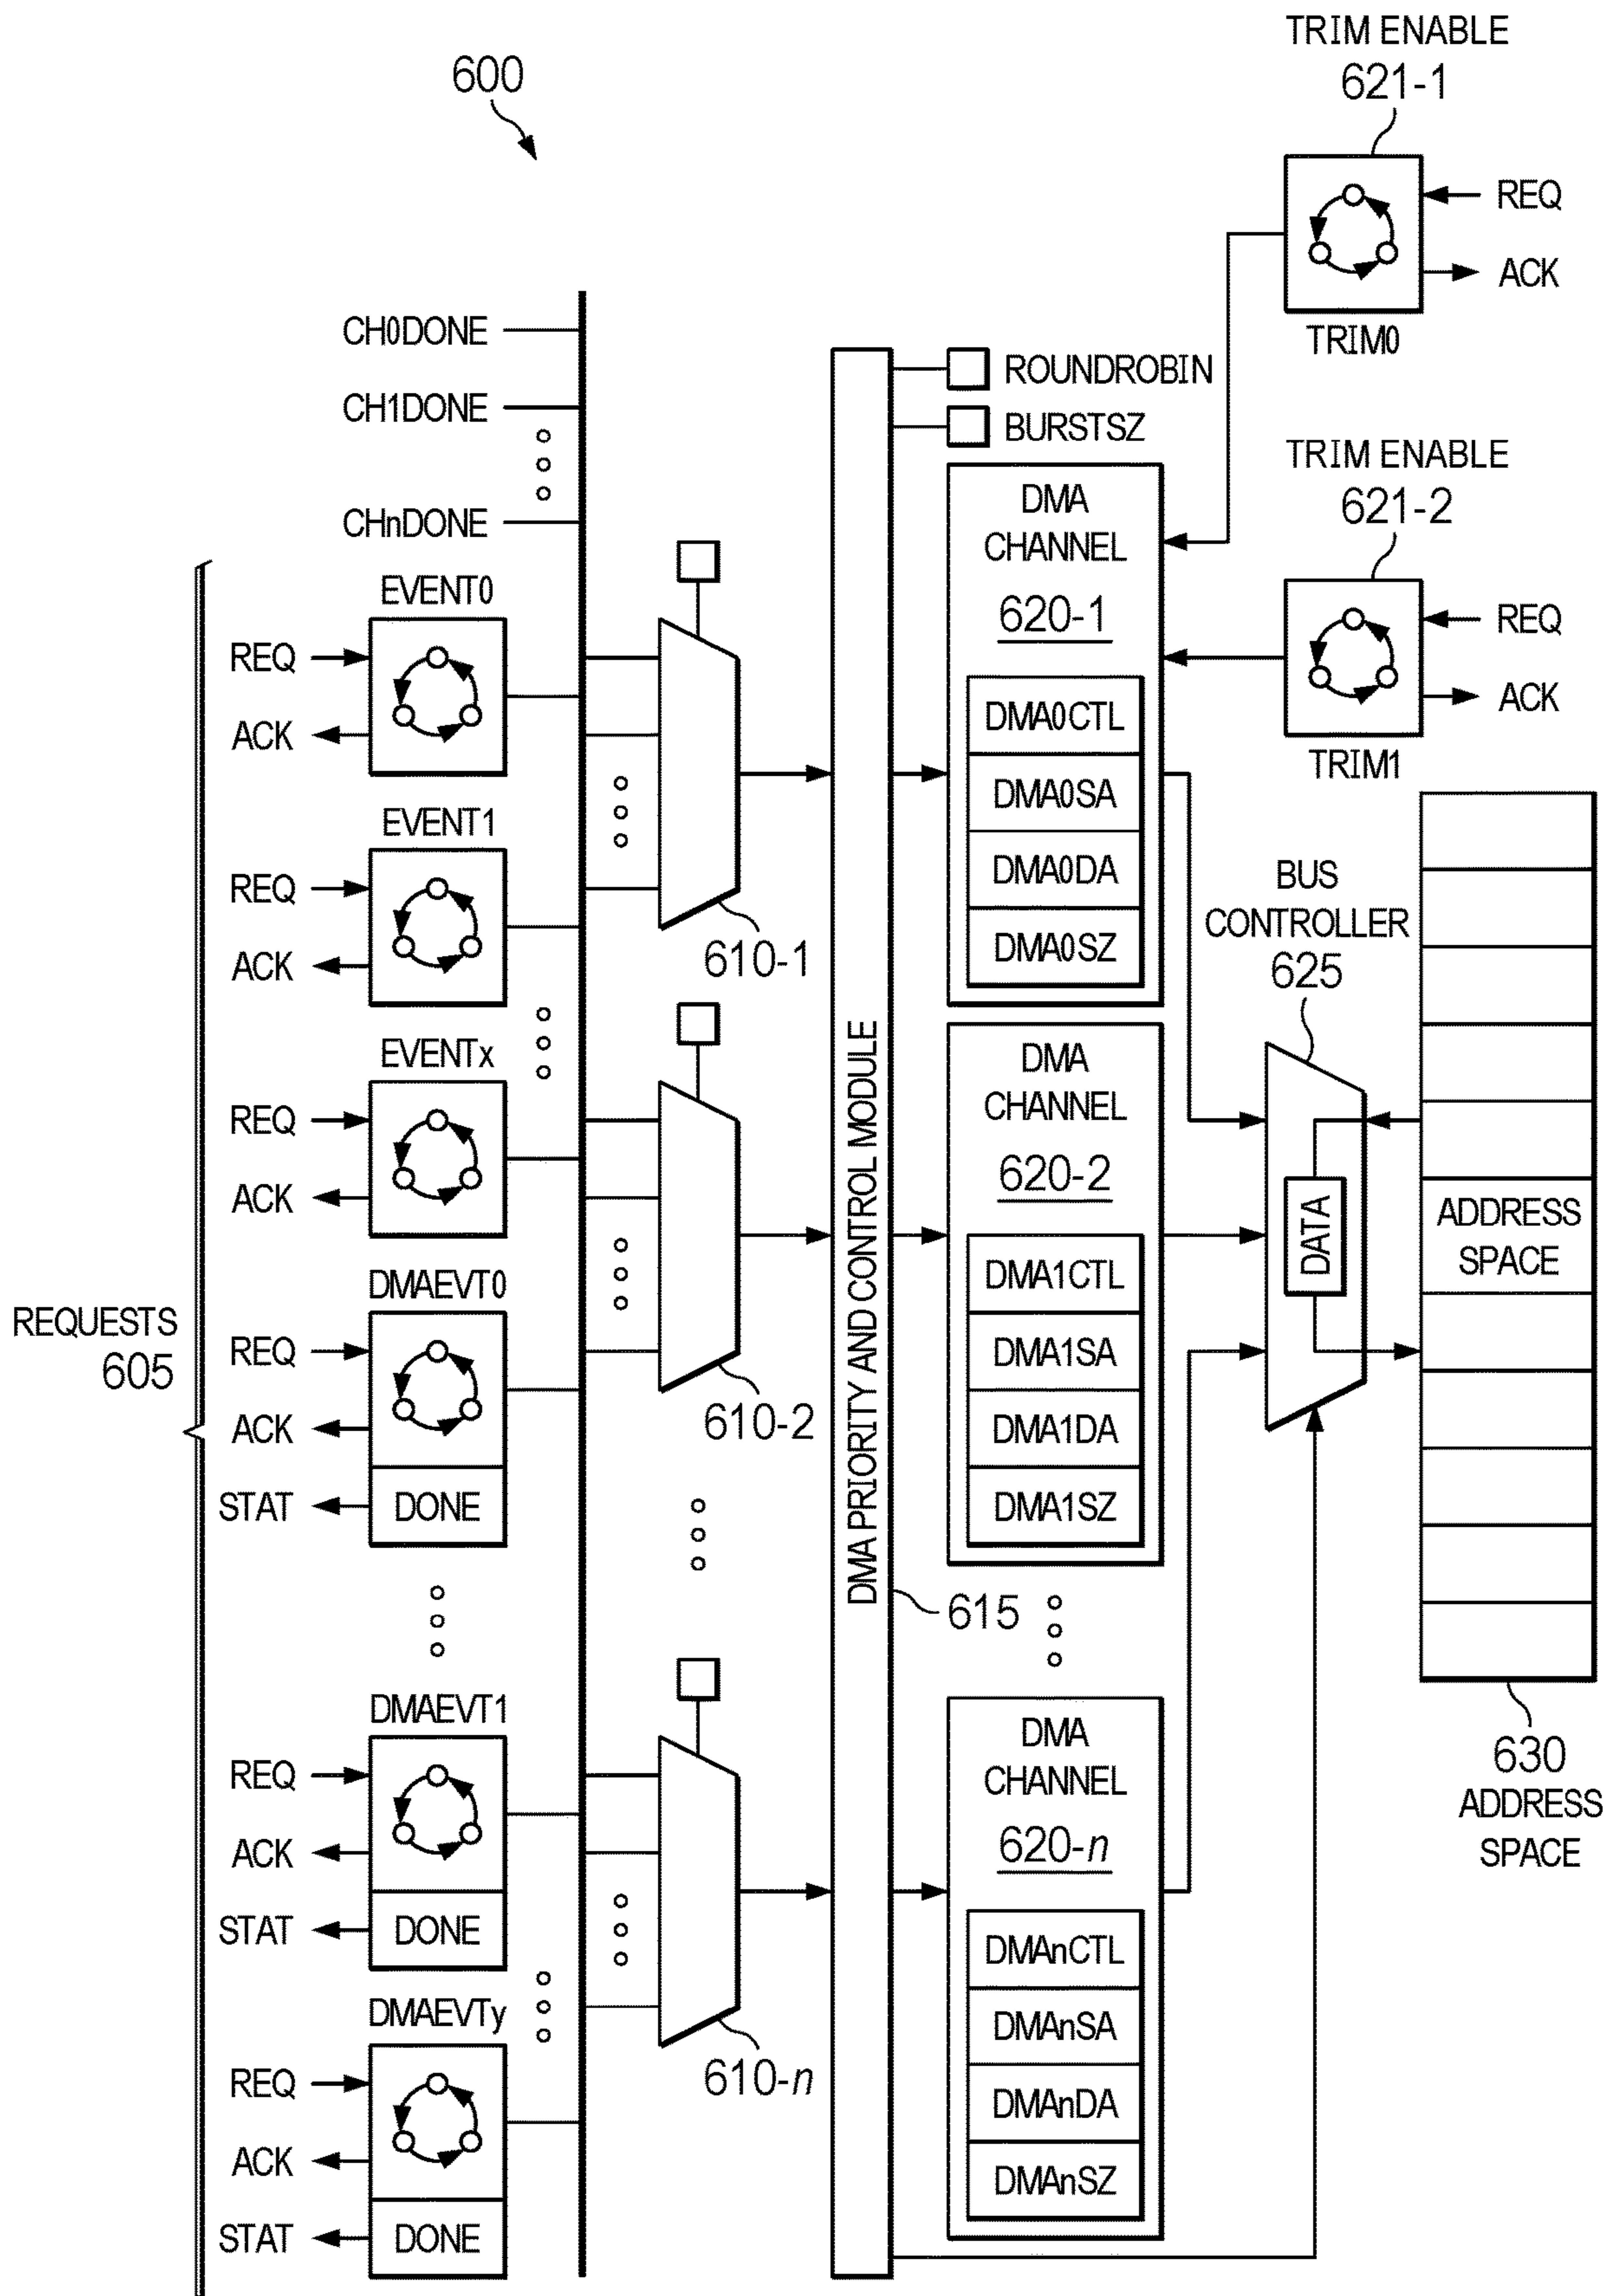 600
TRIM ENABLE
621-1
REQ
ACK
TRIM0
CH0DONE
CH1DONE
CHnDONE
ROUNDROBIN
BURSTSZ
TRIM ENABLE
621-2
REQ
ACK
TRIM1
REQUESTS
605
EVENT0
REQ
ACK
EVENT1
REQ
ACK
EVENTx
REQ
ACK
DMAEVT0
REQ
ACK
STAT
DONE
DMAEVT1
REQ
ACK
STAT
DONE
DMAEVTy
REQ
ACK
STAT
DONE
610-1
610-2
610-n
DMA PRIORITY AND CONTROL MODULE
615
DMA
CHANNEL
620-1
DMA0CTL
DMA0SA
DMA0DA
DMA0SZ
DMA
CHANNEL
620-2
DMA1CTL
DMA1SA
DMA1DA
DMA1SZ
DMA
CHANNEL
620-n
DMAnCTL
DMAnSA
DMAnDA
DMAnSZ
BUS
CONTROLLER
625
DATA
ADDRESS
SPACE
630
ADDRESS
SPACE